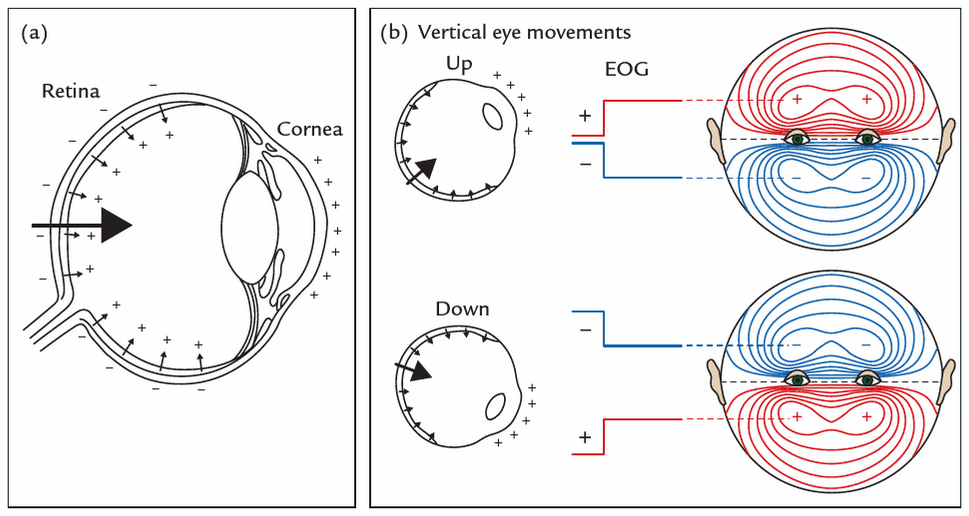 (a)
Retina
Cornea
(b) Vertical eye movements
Up
EOG
+
−
Down
−
+